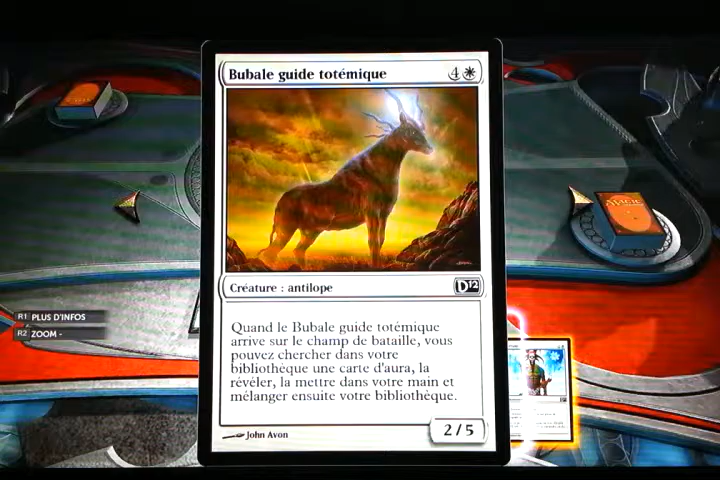 Bubale guide totémique
4
Créature : antilope
D12
R1 PLUS D'INFOS
R2 ZOOM -
Quand le Bubale guide totémique
arrive sur le champ de bataille, vous
pouvez chercher dans votre
bibliothèque une carte d'aura, la
révéler, la mettre dans votre main et
mélanger ensuite votre bibliothèque.
John Avon
2/5
MAGIC